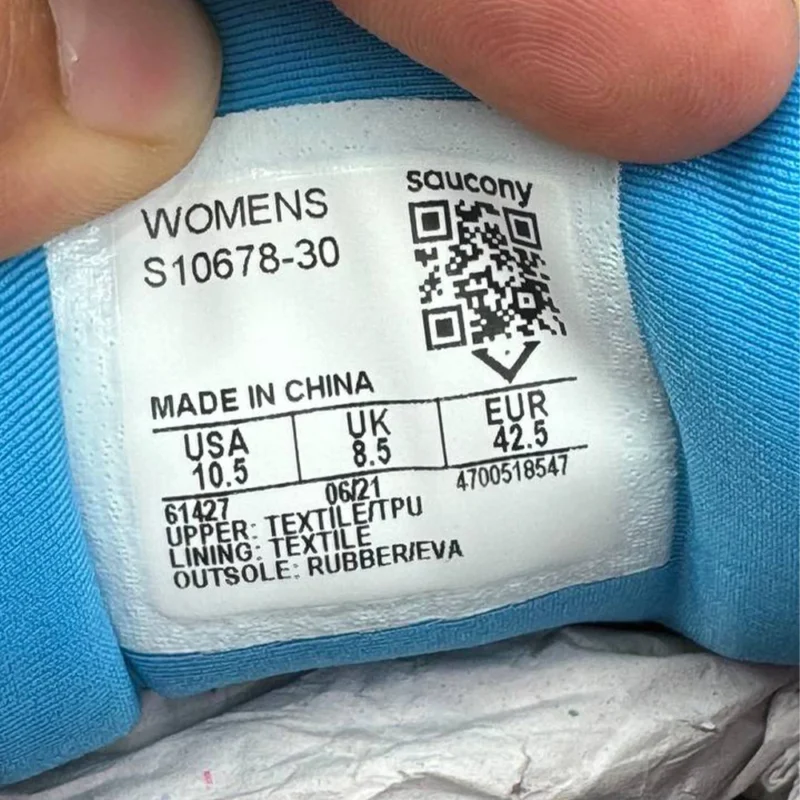 saucony
WOMENS
S10678-30
MADE IN CHINA
USA UK EUR
10.5 8.5 42.5
61427 06/21 4700518547
UPPER: TEXTILE/TPU
LINING: TEXTILE
OUTSOLE: RUBBER/EVA